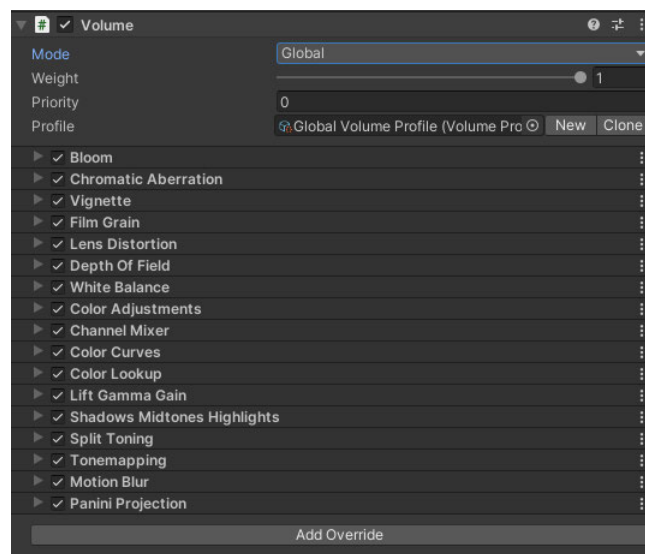 # Volume
Mode Global
Weight 1
Priority 0
Profile Global Volume Profile (Volume Pro New Clone
Bloom
Chromatic Aberration
Vignette
Film Grain
Lens Distortion
Depth Of Field
White Balance
Color Adjustments
Channel Mixer
Color Curves
Color Lookup
Lift Gamma Gain
Shadows Midtones Highlights
Split Toning
Tonemapping
Motion Blur
Panini Projection
Add Override